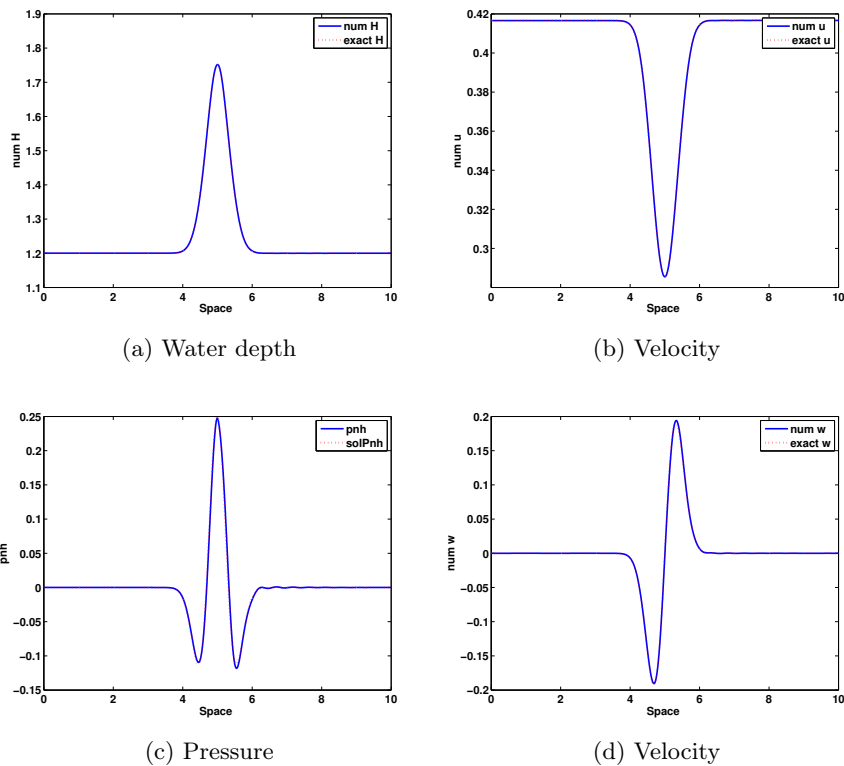 1.9
1.8
1.7
1.6
1.5
1.4
1.3
1.2
1.1
num H
0 2 4 6 8 10
Space
num H
exact H
(a) Water depth
0.42
0.4
0.38
0.36
0.34
0.32
0.3
num u
0 2 4 6 8 10
Space
num u
exact u
(b) Velocity
0.25
0.2
0.15
0.1
0.05
0
−0.05
−0.1
−0.15
pnh
0 2 4 6 8 10
Space
pnh
solPnh
(c) Pressure
0.2
0.15
0.1
0.05
0
−0.05
−0.1
−0.15
−0.2
num w
0 2 4 6 8 10
Space
num w
exact w
(d) Velocity